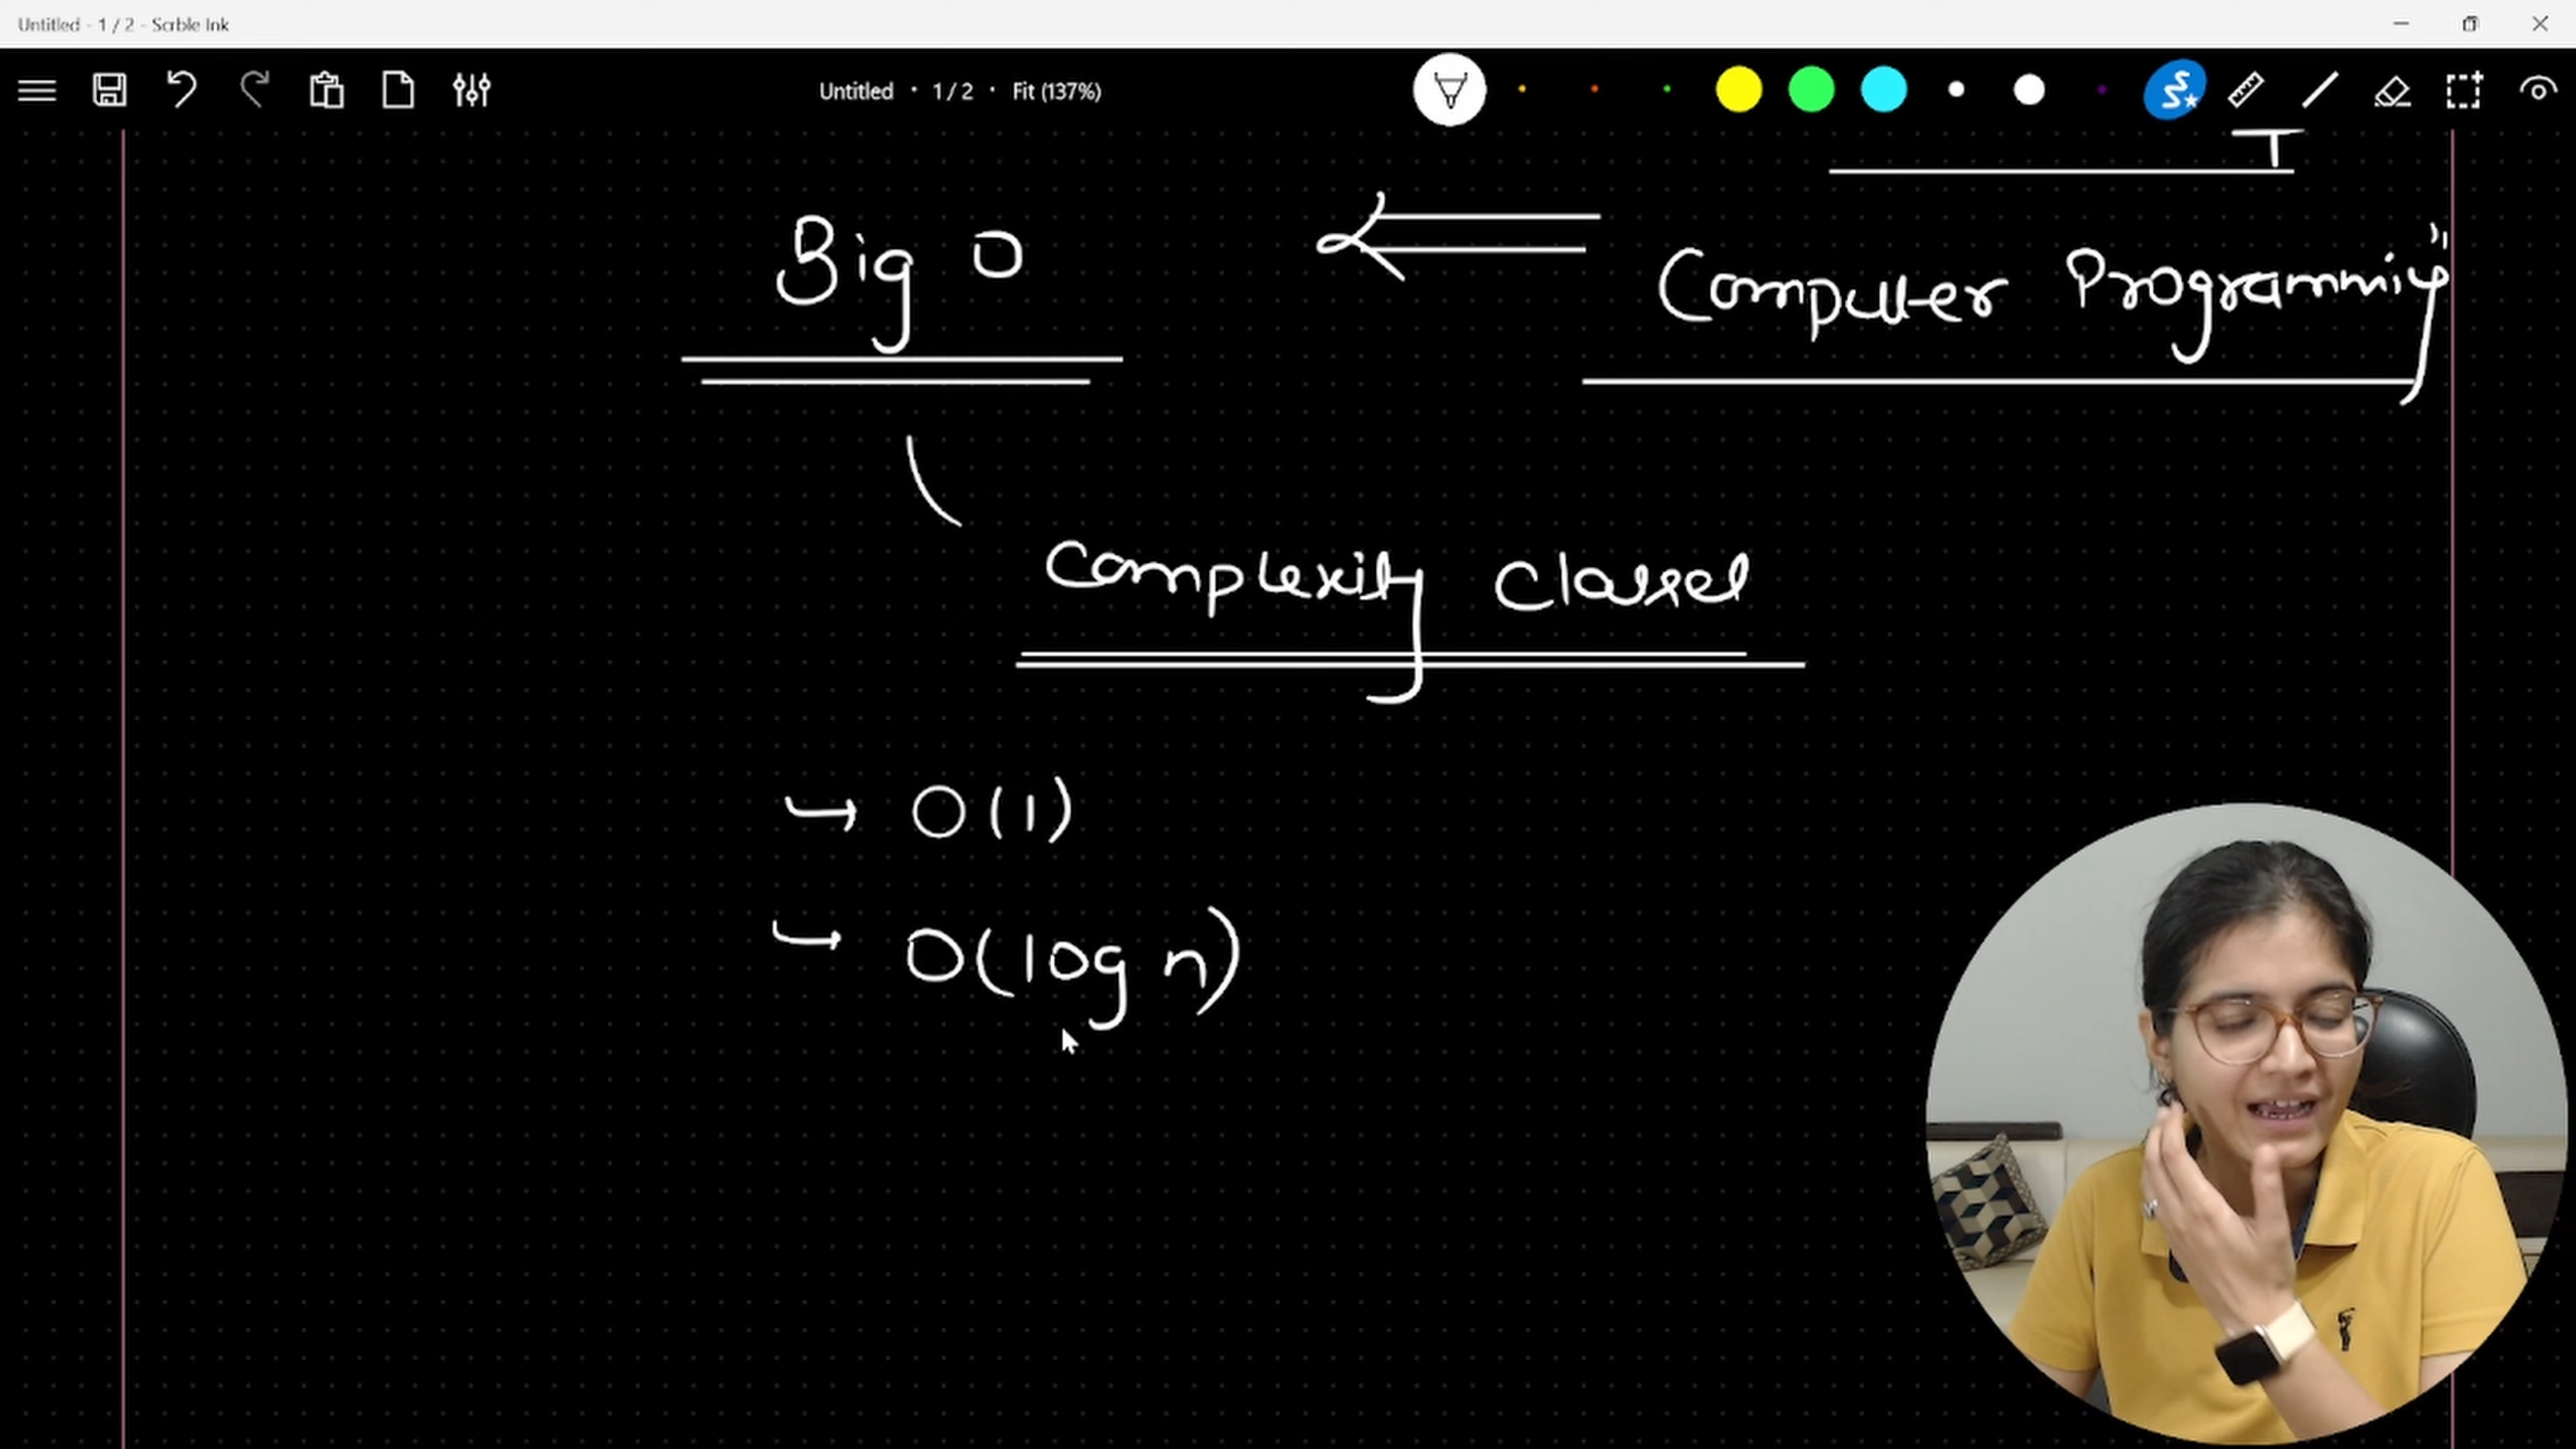 Untitled - 1 / 2 - Scrble Ink
Untitled • 1 / 2 • Fit (137%)
Big O
Computer Programming
Complexity Classes
O(1)
O(log n)